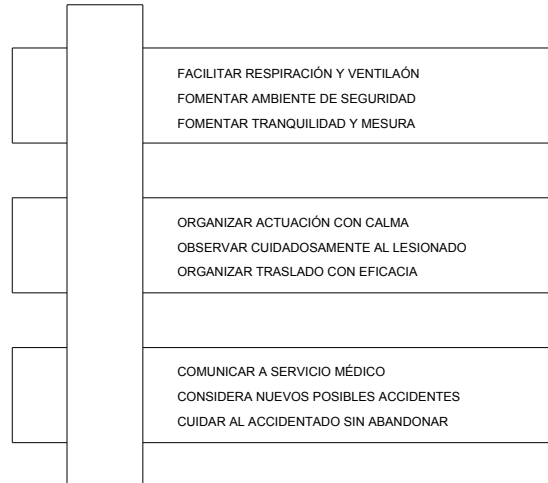 FACILITAR RESPIRACIÓN Y VENTILAÓN
FOMENTAR AMBIENTE DE SEGURIDAD
FOMENTAR TRANQUILIDAD Y MESURA
ORGANIZAR ACTUACIÓN CON CALMA
OBSERVAR CUIDADOSAMENTE AL LESIONADO
ORGANIZAR TRASLADO CON EFICACIA
COMUNICAR A SERVICIO MÉDICO
CONSIDERA NUEVOS POSIBLES ACCIDENTES
CUIDAR AL ACCIDENTADO SIN ABANDONAR